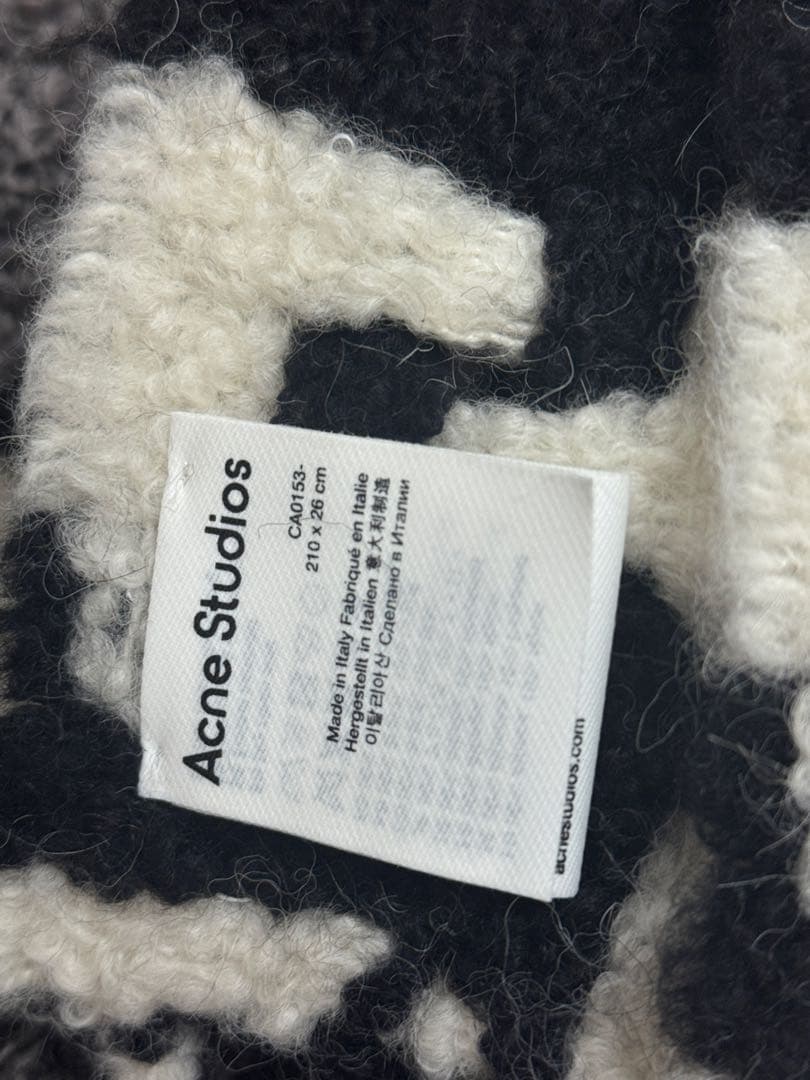 Acne Studios
CA0153-
210 x 26 cm
Made in Italy Fabriqué en Italie
Hergestellt in Italien 意大利制造
이탈리아산 Сделано в Италии
acnestudios.com